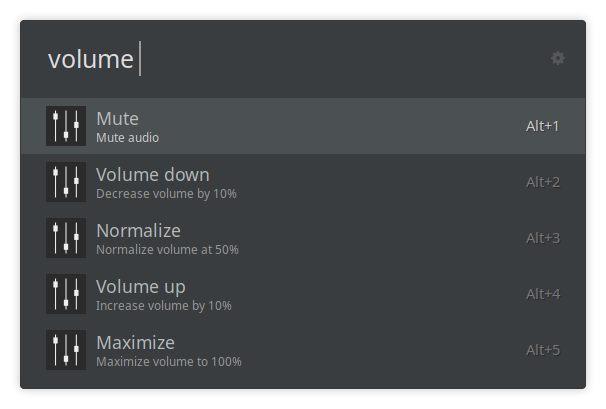 volume
Mute
Mute audio
Alt+1
Volume down
Decrease volume by 10%
Alt+2
Normalize
Normalize volume at 50%
Alt+3
Volume up
Increase volume by 10%
Alt+4
Maximize
Maximize volume to 100%
Alt+5